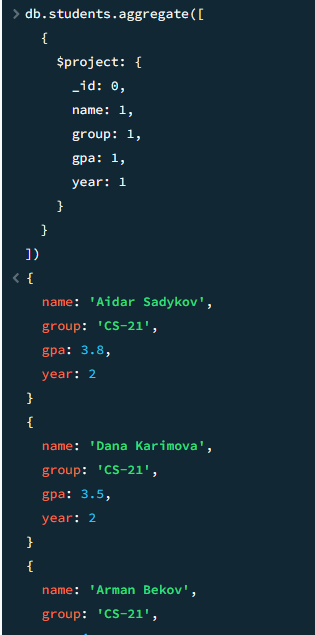 > db.students.aggregate([
{
$project: {
_id: 0,
name: 1,
group: 1,
gpa: 1,
year: 1
}
}
])
< {
name: 'Aidar Sadykov',
group: 'CS-21',
gpa: 3.8,
year: 2
}
{
name: 'Dana Karimova',
group: 'CS-21',
gpa: 3.5,
year: 2
}
{
name: 'Arman Bekov',
group: 'CS-21',